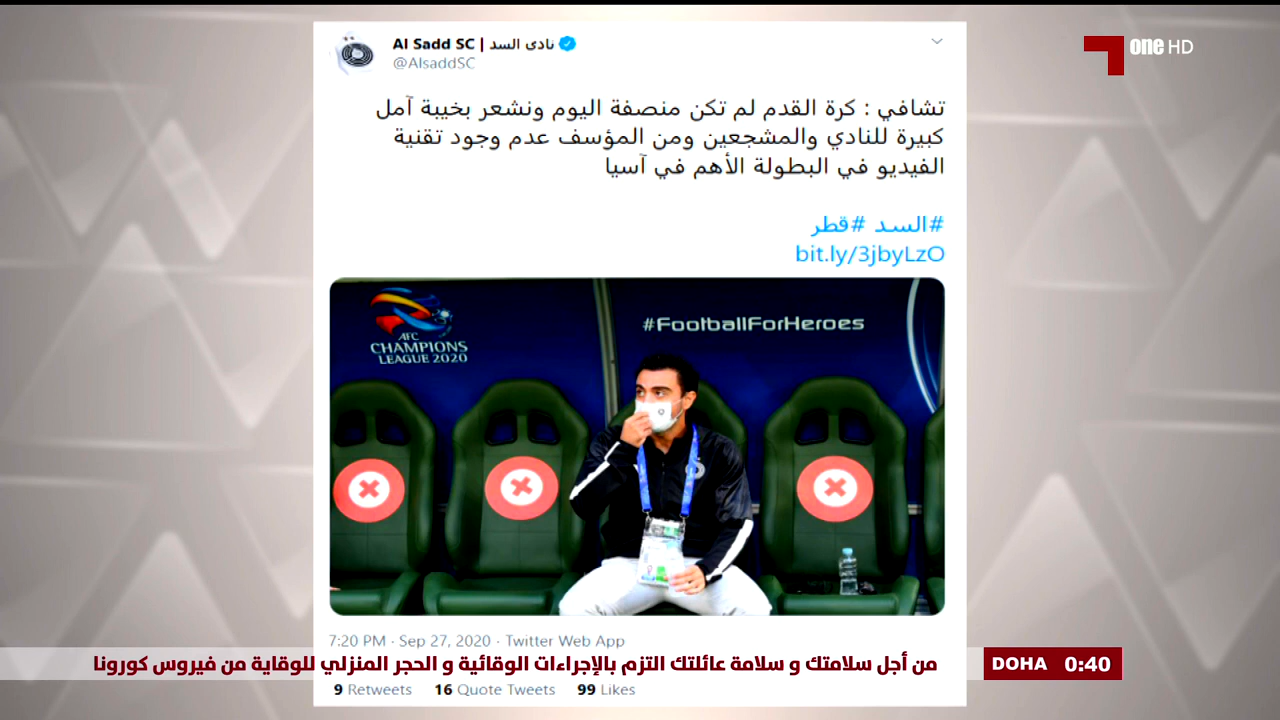 one HD
Al Sadd SC | نادي السد
@AlsaddSC
تشافي : كرة القدم لم تكن منصفة اليوم ونشعر بخيبة آمل
كبيرة للنادي والمشجعين ومن المؤسف عدم وجود تقنية
الفيديو في البطولة الأهم في آسيا
#السد #قطر
bit.ly/3jbyLzO
AFC
CHAMPIONS
LEAGUE 2020
#FootballForHeroes
7:20 PM · Sep 27, 2020 · Twitter Web App
من أجل سلامتك و سلامة عائلتك التزم بالإجراءات الوقائية و الحجر المنزلي للوقاية من فيروس كورونا
DOHA 0:40
9 Retweets 16 Quote Tweets 99 Likes